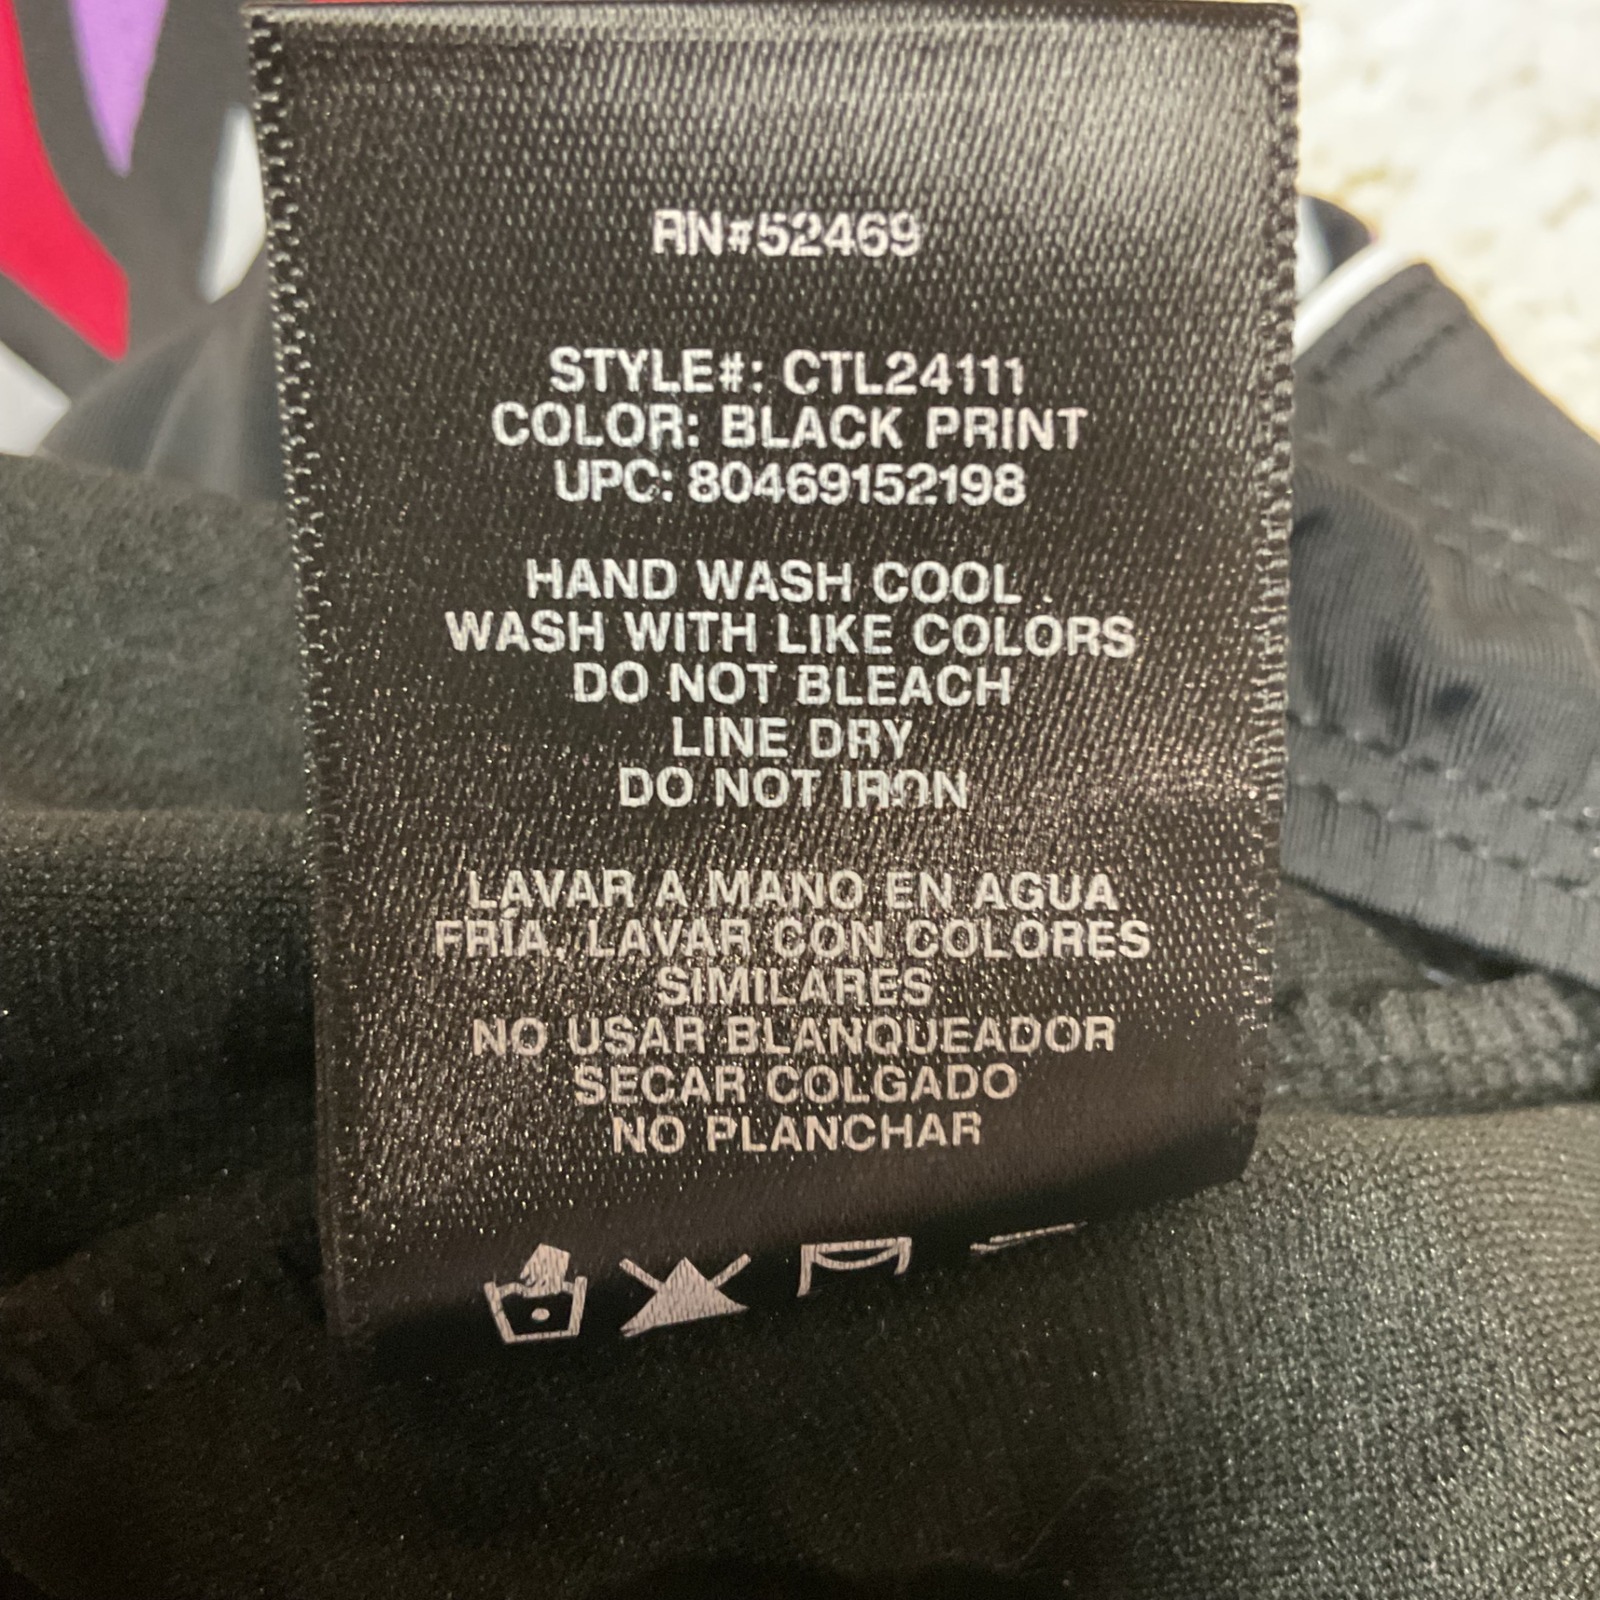 RN#52469
STYLE#: CTL24111
COLOR: BLACK PRINT
UPC: 80469152198
HAND WASH COOL
WASH WITH LIKE COLORS
DO NOT BLEACH
LINE DRY
DO NOT IRON
LAVAR A MANO EN AGUA
FRÍA, LAVAR CON COLORES
SIMILARES
NO USAR BLANQUEADOR
SECAR COLGADO
NO PLANCHAR